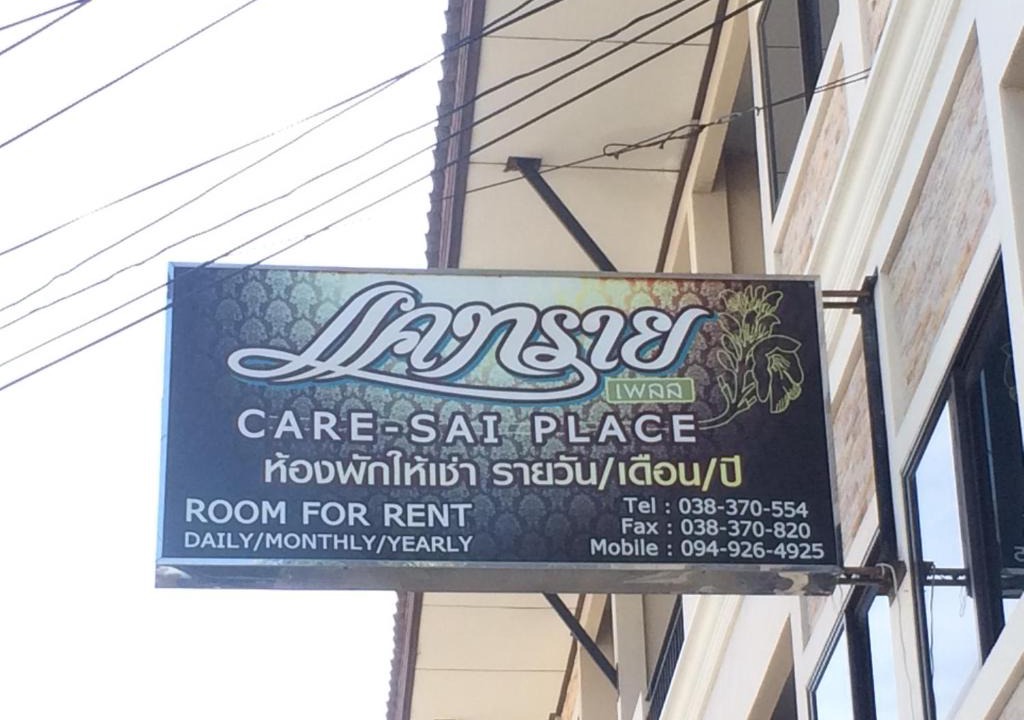 แคทราย
เพลส
CARE-SAI PLACE
ห้องพักให้เช่า รายวัน/เดือน/ปี
ROOM FOR RENT
DAILY/MONTHLY/YEARLY
Tel : 038-370-554
Fax : 038-370-820
Mobile : 094-926-4925